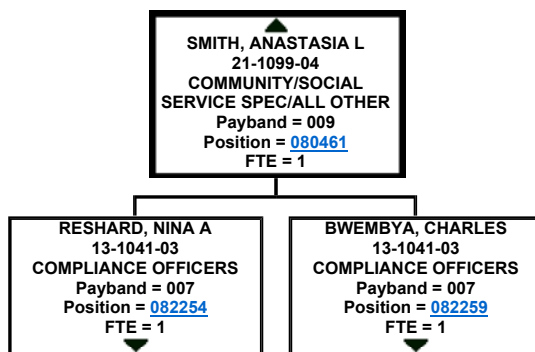 SMITH, ANASTASIA L
21-1099-04
COMMUNITY/SOCIAL
SERVICE SPEC/ALL OTHER
Payband = 009
Position = 080461
FTE = 1
RESHARD, NINA A
13-1041-03
COMPLIANCE OFFICERS
Payband = 007
Position = 082254
FTE = 1
BWEMBYA, CHARLES
13-1041-03
COMPLIANCE OFFICERS
Payband = 007
Position = 082259
FTE = 1